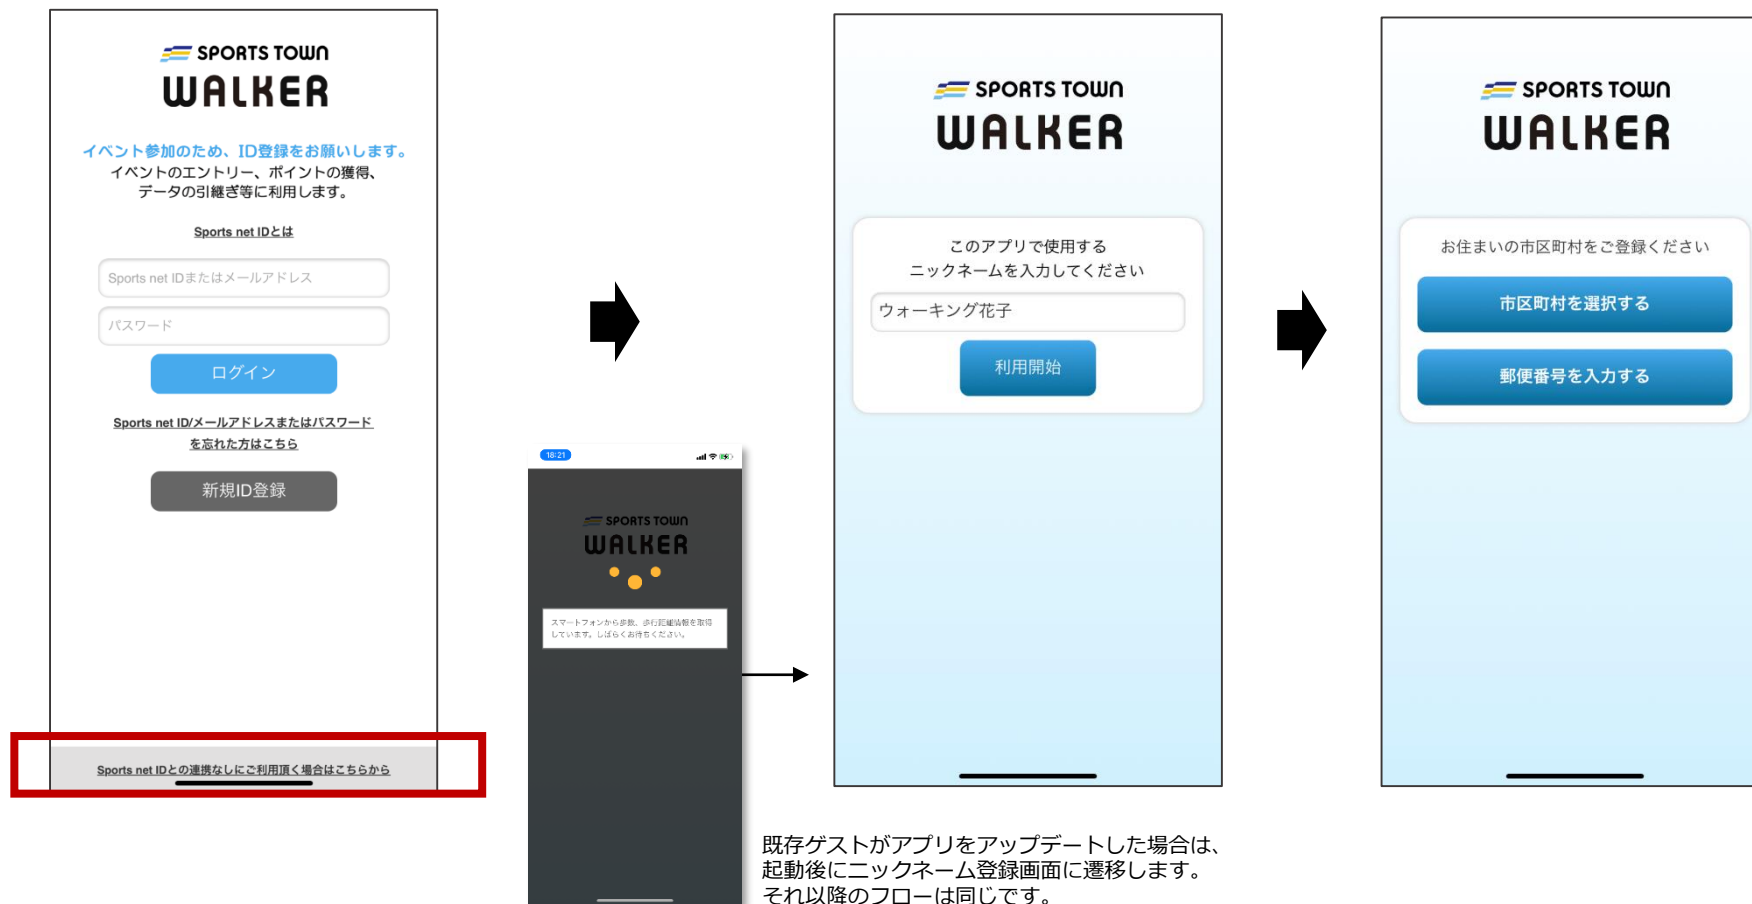 SPORTS TOWN
WALKER
イベント参加のため、ID登録をお願いします。
イベントのエントリー、ポイントの獲得、
データの引継ぎ等に利用します。
Sports net IDとは
Sports net IDまたはメールアドレス
パスワード
ログイン
Sports net ID/メールアドレスまたはパスワード
を忘れた方はこちら
新規ID登録
Sports net IDとの連携なしにご利用頂く場合はこちらから
18:21
SPORTS TOWN
WALKER
スマートフォンから歩数、歩行距離情報を取得
しています。しばらくお待ちください。
SPORTS TOWN
WALKER
このアプリで使用する
ニックネームを入力してください
ウォーキング花子
利用開始
既存ゲストがアプリをアップデートした場合は、
起動後にニックネーム登録画面に遷移します。
それ以降のフローは同じです。
SPORTS TOWN
WALKER
お住まいの市区町村をご登録ください
市区町村を選択する
郵便番号を入力する